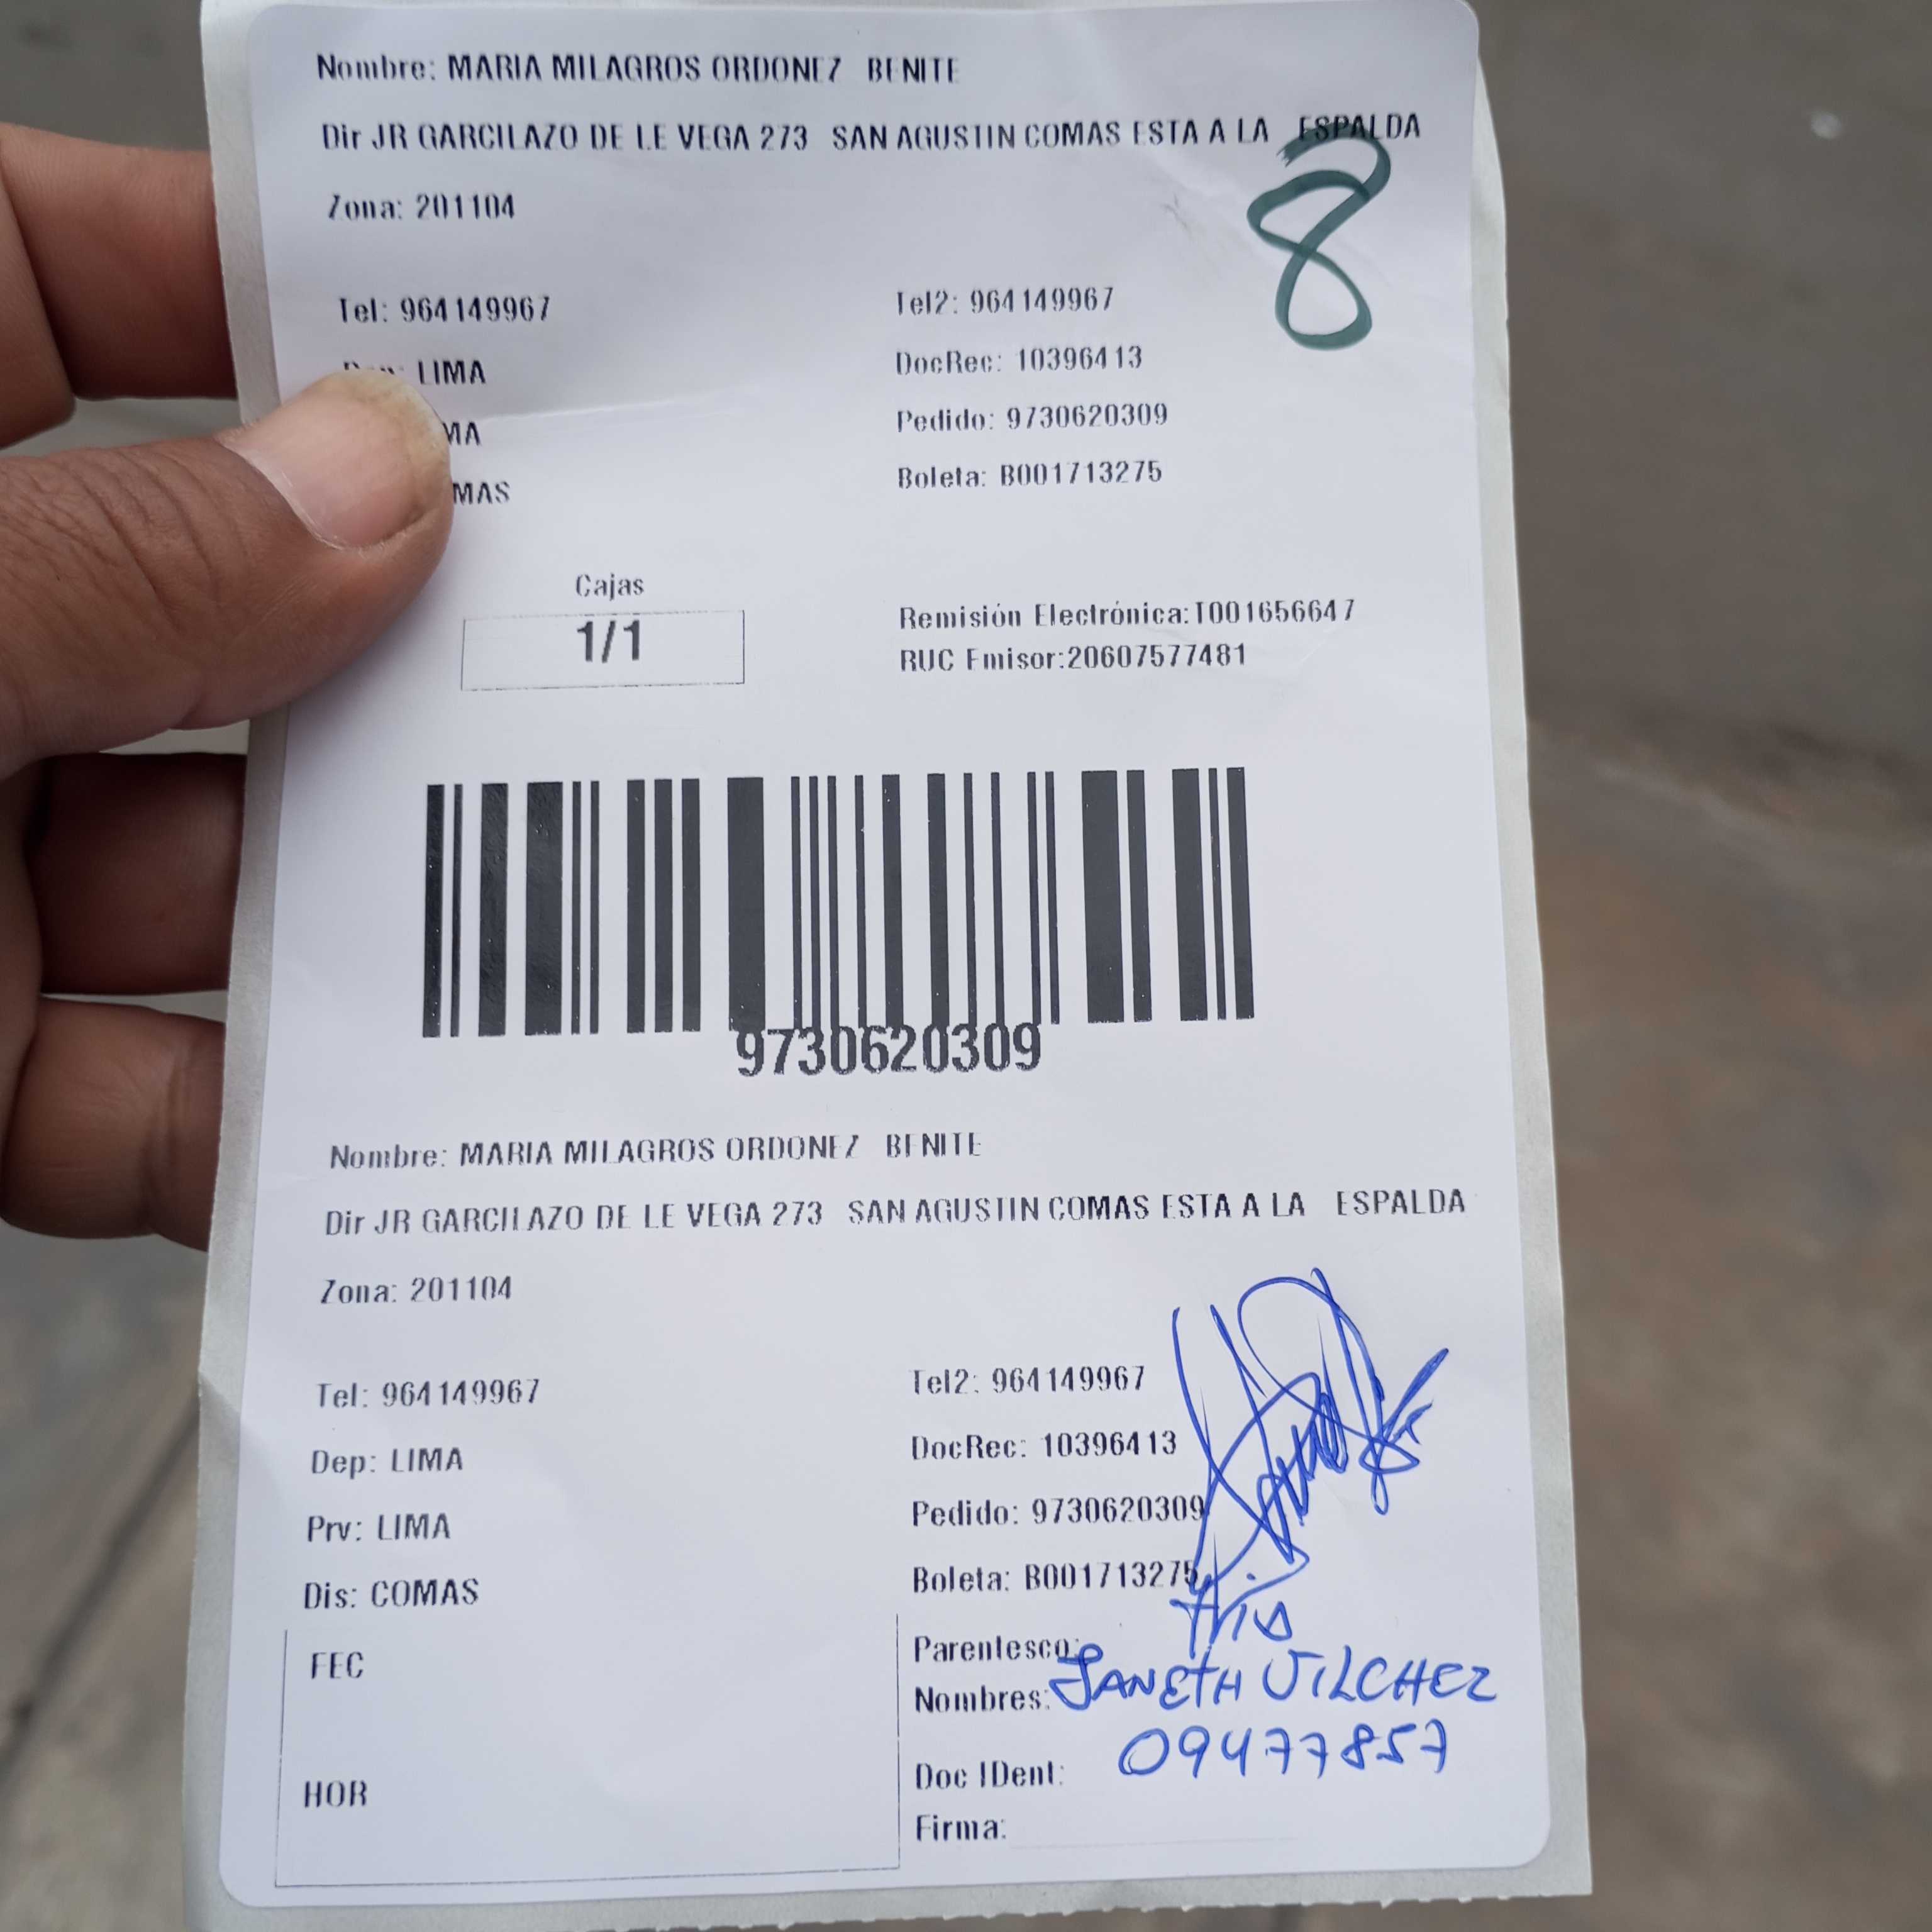 Nombre: MARIA MILAGROS ORDONEZ BENITE
Dir JR GARCILAZO DE LE VEGA 273 SAN AGUSTIN COMAS ESTA A LA ESPALDA
8
Zona: 201104
Tel: 964149967 Tel2: 964149967
LIMA DocRec: 10396413
MA Pedido: 9730620309
MAS Boleta: B001713275
Cajas
1/1
Remisión Electrónica:T001656647
RUC Emisor:20607577481
9730620309
Nombre: MARIA MILAGROS ORDONEZ BENITE
Dir JR GARCILAZO DE LE VEGA 273 SAN AGUSTIN COMAS ESTA A LA ESPALDA
Zona: 201104
Tel: 964149967 Tel2: 964149967
Dep: LIMA DocRec: 10396413
Prv: LIMA Pedido: 9730620309
Dis: COMAS Boleta: B001713275
FEC
HOR
Parentesco:
Nombres: JANETH VILCHEZ
Doc IDent: 09477857
Firma: